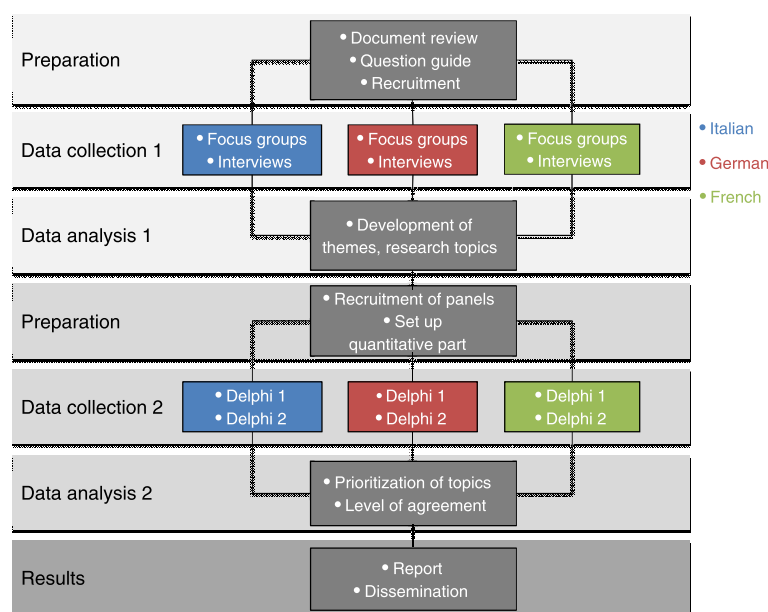 Preparation
• Document review
• Question guide
• Recruitment
Data collection 1
• Focus groups
• Interviews
• Focus groups
• Interviews
• Focus groups
• Interviews
• Italian
• German
• French
Data analysis 1
• Development of
themes, research topics
Preparation
• Recruitment of panels
• Set up
quantitative part
Data collection 2
• Delphi 1
• Delphi 2
• Delphi 1
• Delphi 2
• Delphi 1
• Delphi 2
Data analysis 2
• Prioritization of topics
• Level of agreement
Results
• Report
• Dissemination